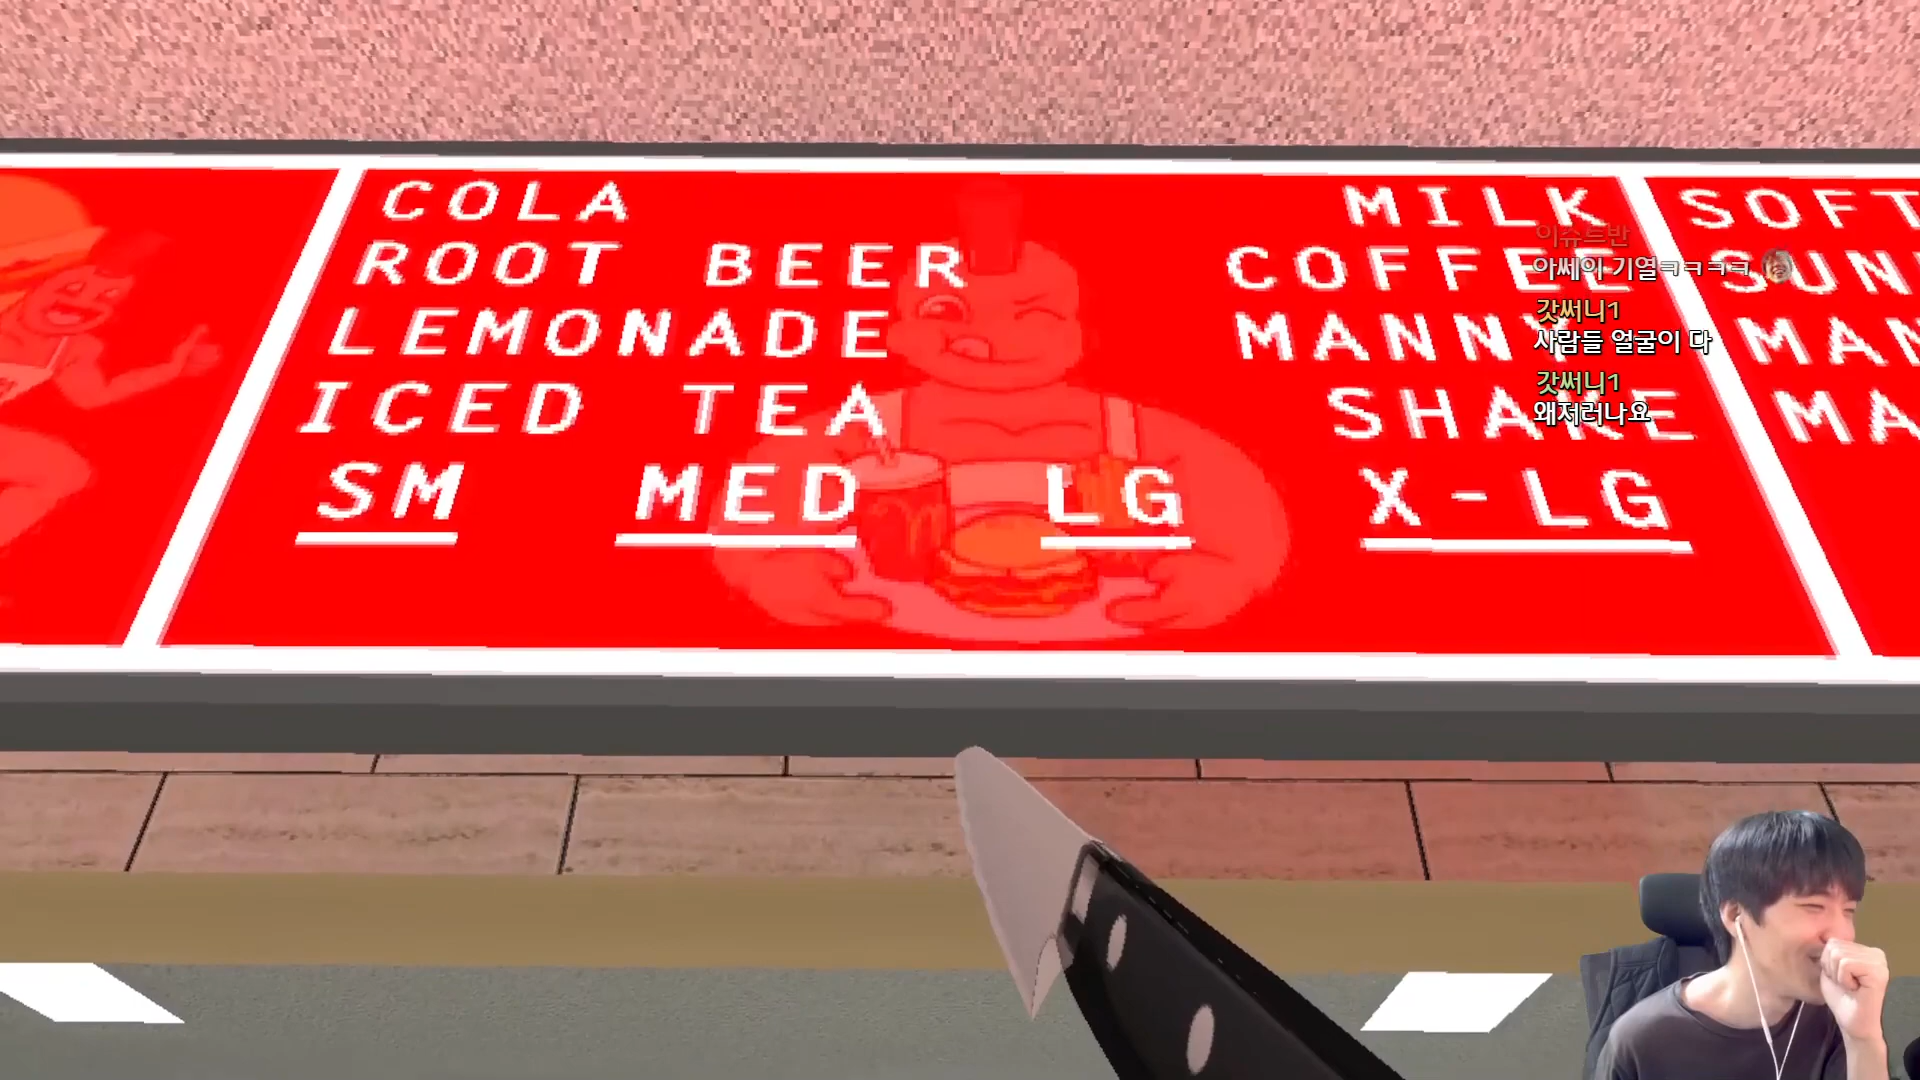 COLA
ROOT BEER
LEMONADE
ICED TEA
MILK
COFFEE
MANNY
SHAKE
SM MED LG X-LG
SOFT
SUN
MAN
MA
이슈트반
아쎄이 기열ㅋㅋㅋㅋ
갓써니1
사람들 얼굴이 다
갓써니1
왜저러나요